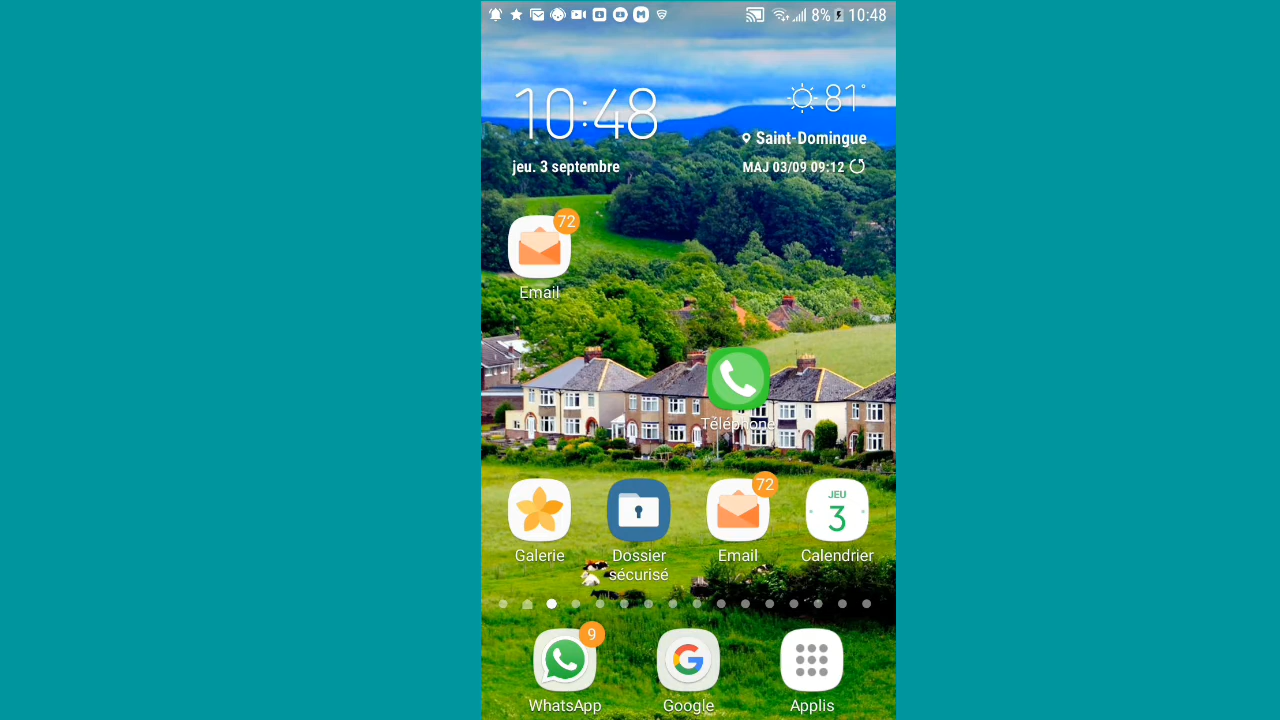 8% 10:48
10:48
81°
Saint-Domingue
jeu. 3 septembre
MAJ 03/09 09:12
72
Email
Téléphone
72
JEU
3
Galerie
Dossier
sécurisé
Email
Calendrier
9
WhatsApp
Google
Applis